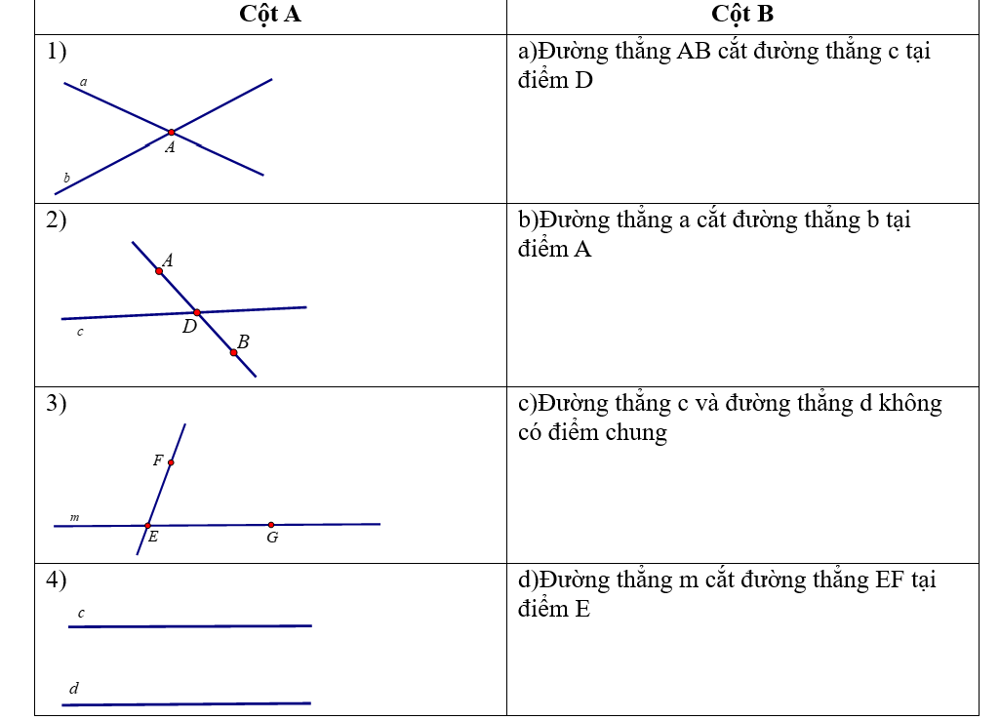 Cột A
Cột B
1)
a
A
b
a)Đường thẳng AB cắt đường thẳng c tại
điểm D
2)
A
c
D
B
b)Đường thẳng a cắt đường thẳng b tại
điểm A
3)
F
m
E
G
c)Đường thẳng c và đường thẳng d không
có điểm chung
4)
c
d
d)Đường thẳng m cắt đường thẳng EF tại
điểm E